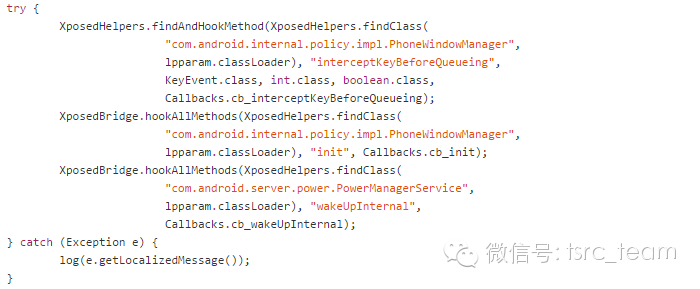 try {
XposedHelpers.findAndHookMethod(XposedHelpers.findClass(
"com.android.internal.policy.impl.PhoneWindowManager",
lpparam.classLoader), "interceptKeyBeforeQueueing",
KeyEvent.class, int.class, boolean.class,
Callbacks.cb_interceptKeyBeforeQueueing);
XposedBridge.hookAllMethods(XposedHelpers.findClass(
"com.android.internal.policy.impl.PhoneWindowManager",
lpparam.classLoader), "init", Callbacks.cb_init);
XposedBridge.hookAllMethods(XposedHelpers.findClass(
"com.android.server.power.PowerManagerService",
lpparam.classLoader), "wakeUpInternal",
Callbacks.cb_wakeUpInternal);
} catch (Exception e) {
log(e.getLocalizedMessage());
}
微信号: tsrc_team